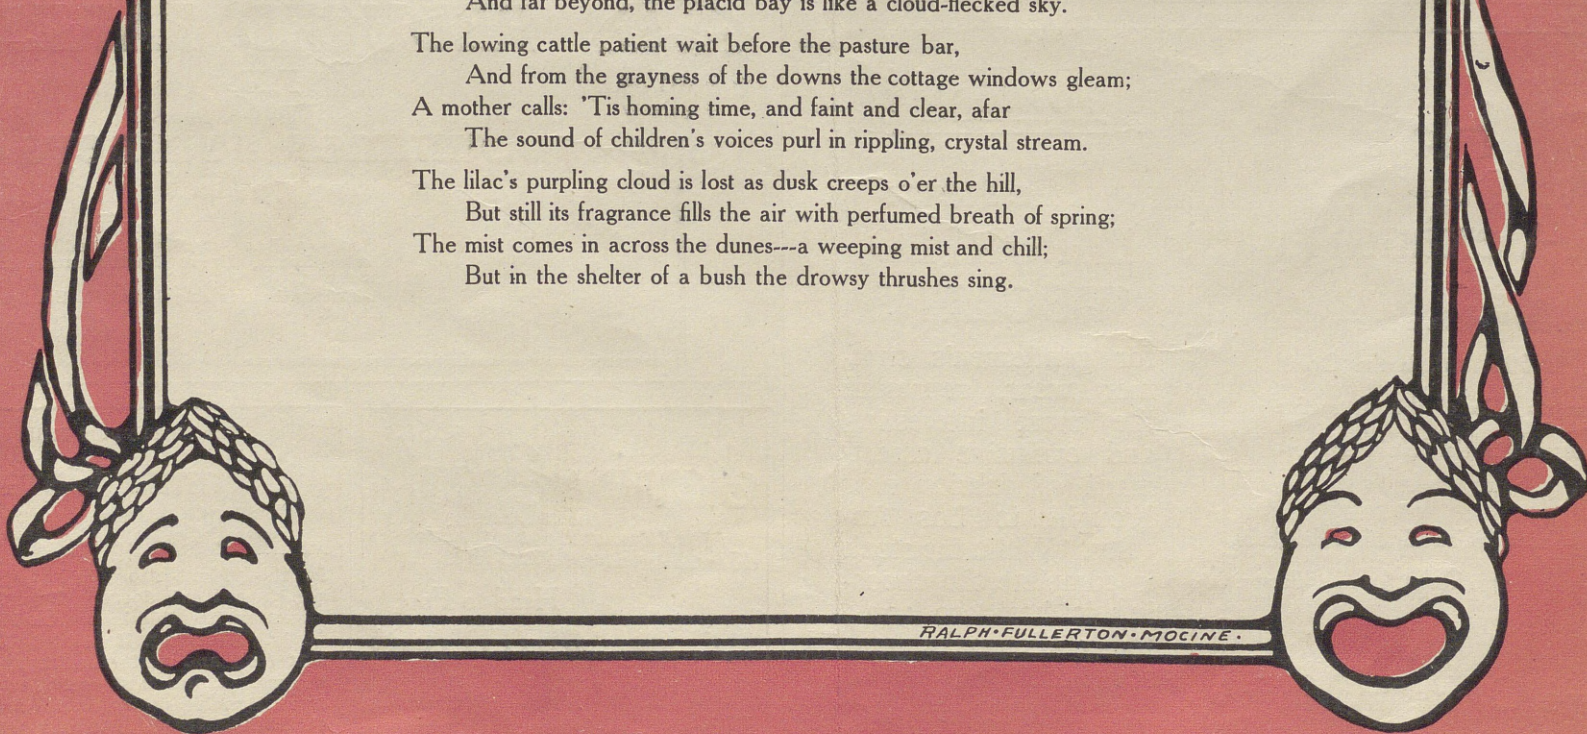 And far beyond, the placid bay is like a cloud-flecked sky.
The lowing cattle patient wait before the pasture bar,
And from the grayness of the downs the cottage windows gleam;
A mother calls: 'Tis homing time, and faint and clear, afar
The sound of children's voices purl in rippling, crystal stream.
The lilac's purpling cloud is lost as dusk creeps o'er the hill,
But still its fragrance fills the air with perfumed breath of spring;
The mist comes in across the dunes---a weeping mist and chill;
But in the shelter of a bush the drowsy thrushes sing.
RALPH·FULLERTON·MOCINE·